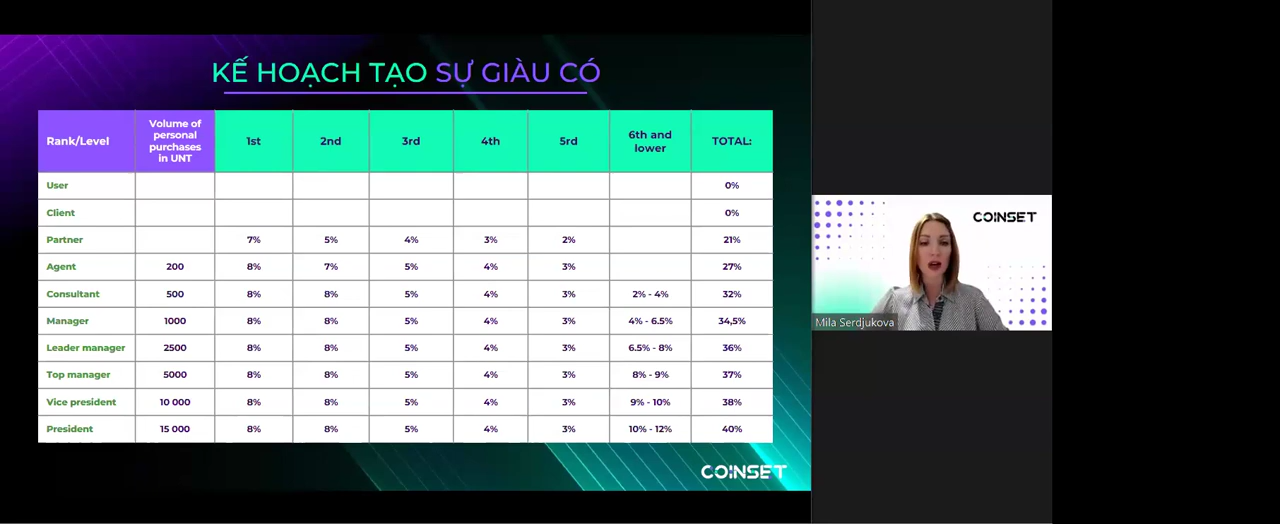 KẾ HOẠCH TẠO SỰ GIÀU CÓ
Rank/Level
Volume of
personal
purchases
in UNT
1st
2nd
3rd
4th
5rd
6th and
lower
TOTAL:
User 0%
Client 0%
Partner 7% 5% 4% 3% 2% 21%
Agent 200 8% 7% 5% 4% 3% 27%
Consultant 500 8% 8% 5% 4% 3% 2% - 4% 32%
Manager 1000 8% 8% 5% 4% 3% 4% - 6.5% 34,5%
Leader manager 2500 8% 8% 5% 4% 3% 6.5% - 8% 36%
Top manager 5000 8% 8% 5% 4% 3% 8% - 9% 37%
Vice president 10 000 8% 8% 5% 4% 3% 9% - 10% 38%
President 15 000 8% 8% 5% 4% 3% 10% - 12% 40%
COINSET
COINSET
Mila Serdjukova